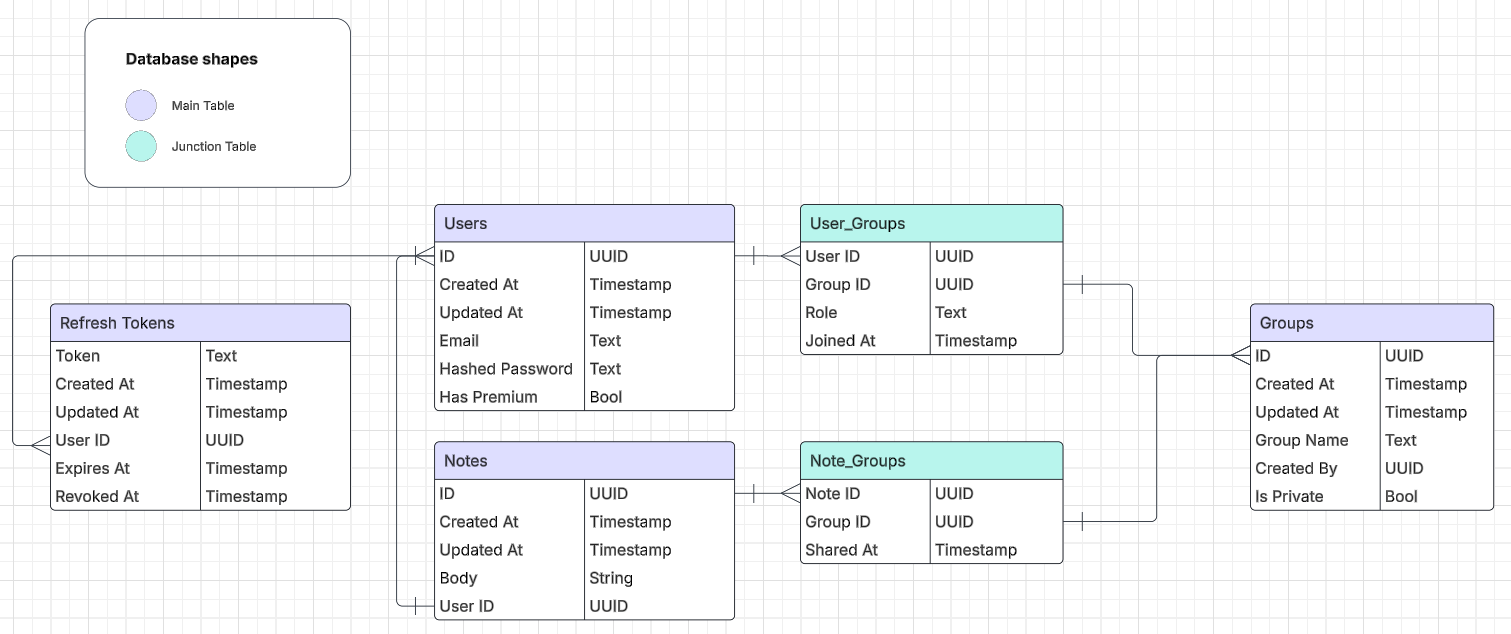 Database shapes
Main Table
Junction Table
Users
ID UUID
Created At Timestamp
Updated At Timestamp
Email Text
Hashed Password Text
Has Premium Bool
User_Groups
User ID UUID
Group ID UUID
Role Text
Joined At Timestamp
Refresh Tokens
Token Text
Created At Timestamp
Updated At Timestamp
User ID UUID
Expires At Timestamp
Revoked At Timestamp
Groups
ID UUID
Created At Timestamp
Updated At Timestamp
Group Name Text
Created By UUID
Is Private Bool
Notes
ID UUID
Created At Timestamp
Updated At Timestamp
Body String
User ID UUID
Note_Groups
Note ID UUID
Group ID UUID
Shared At Timestamp